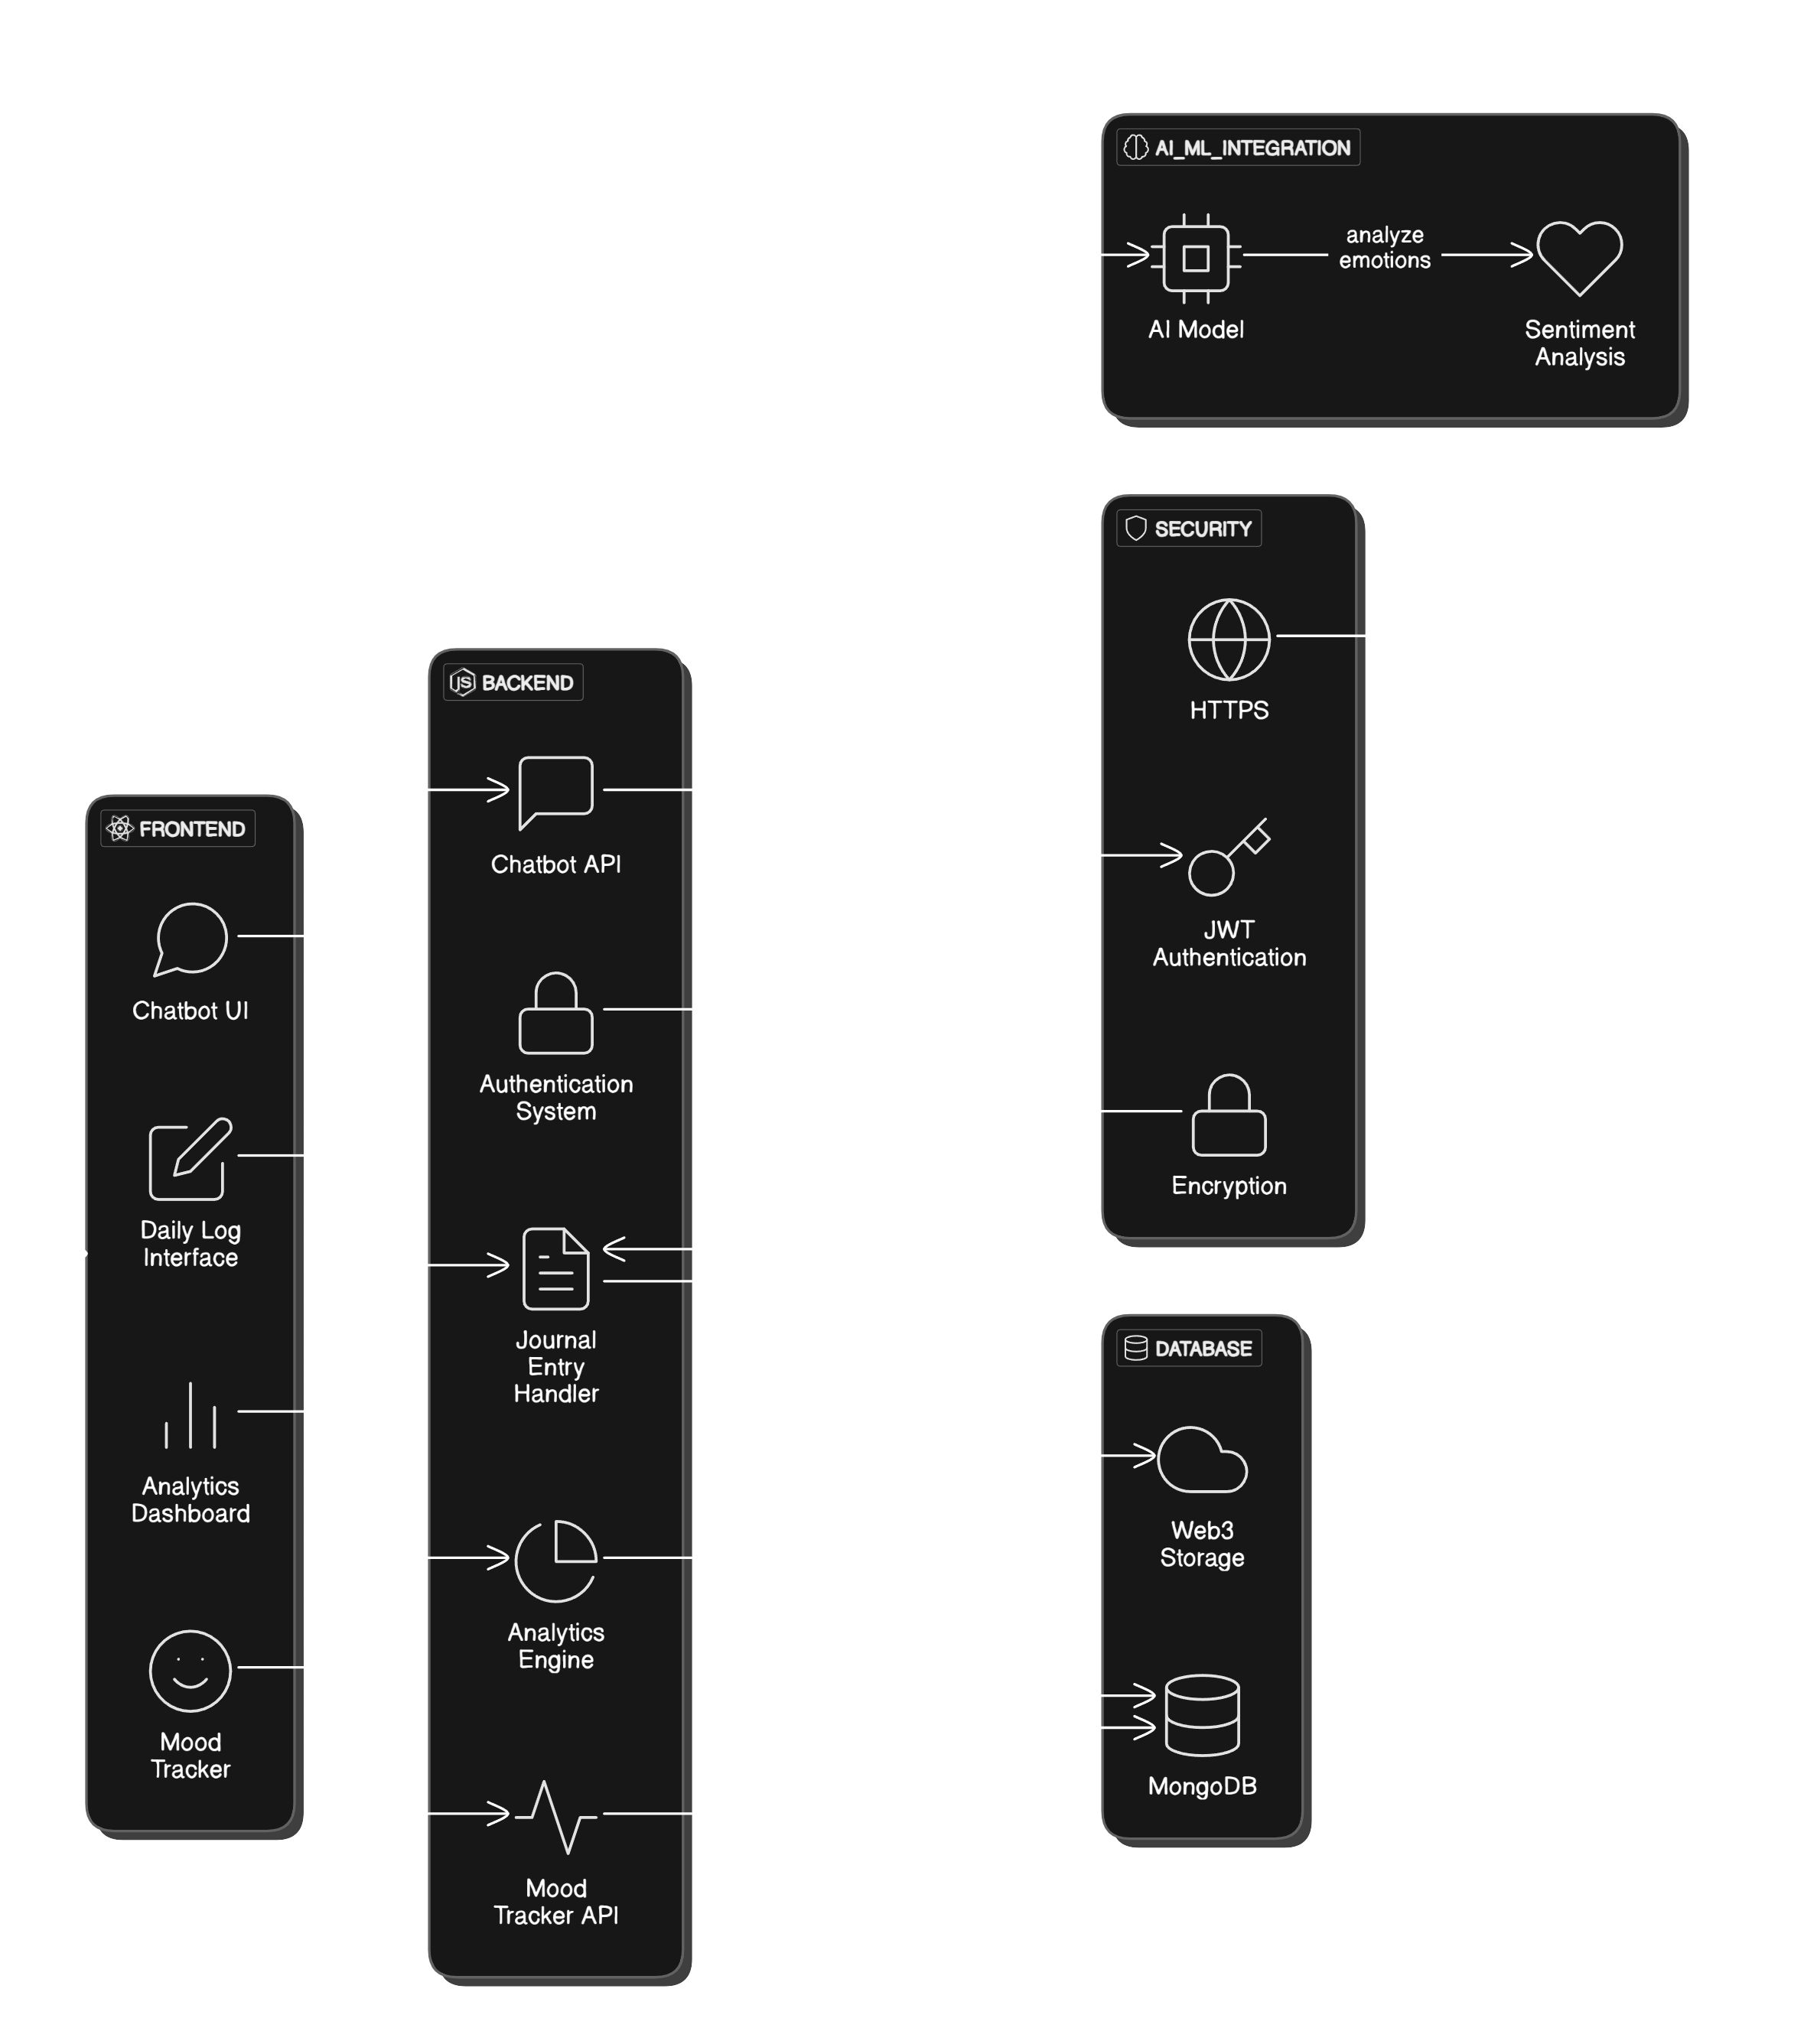 AI_ML_INTEGRATION
analyze
emotions
AI Model
Sentiment
Analysis
SECURITY
HTTPS
JWT
Authentication
Encryption
BACKEND
JS
Chatbot API
Authentication
System
Journal
Entry
Handler
Analytics
Engine
Mood
Tracker API
FRONTEND
Chatbot UI
Daily Log
Interface
Analytics
Dashboard
Mood
Tracker
DATABASE
Web3
Storage
MongoDB